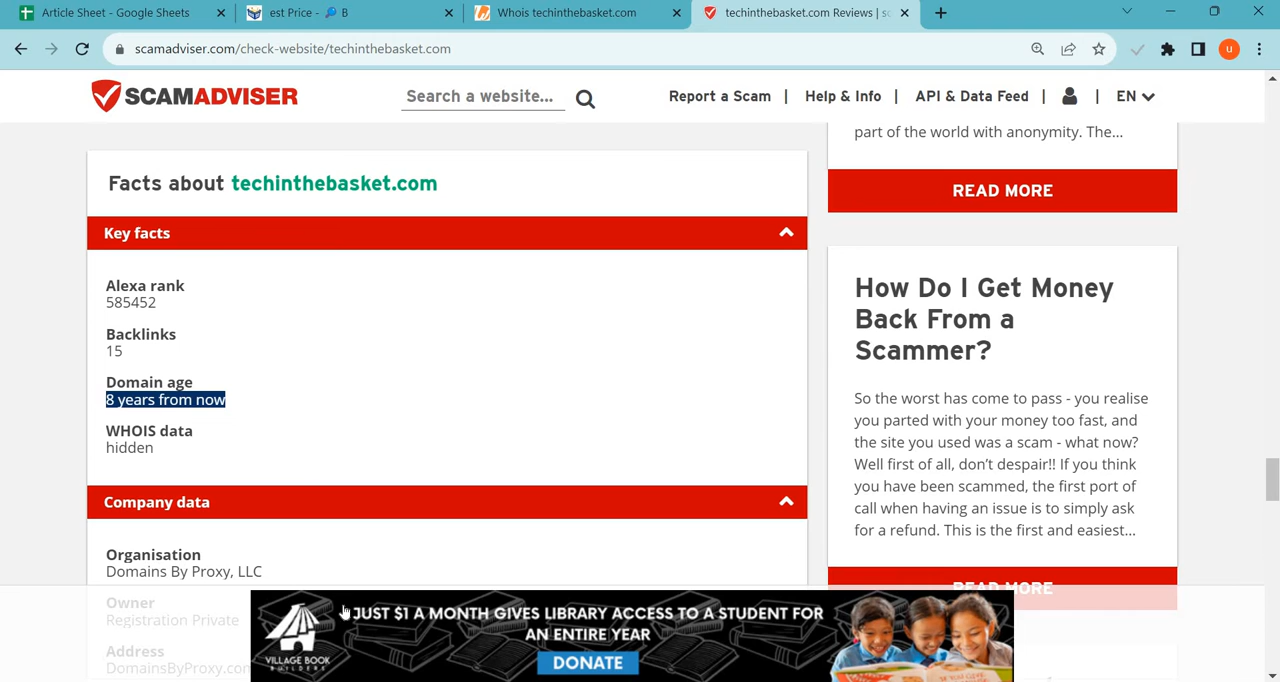 Article Sheet - Google Sheets
est Price - 🔎 B
Whois techinthebasket.com
techinthebasket.com Reviews |
scamadviser.com/check-website/techinthebasket.com
u
SCAMADVISER
Search a website...
Report a Scam |
Help & Info |
API & Data Feed |
|
EN
part of the world with anonymity. The...
READ MORE
Facts about techinthebasket.com
Key facts
Alexa rank
585452
Backlinks
15
Domain age
8 years from now
WHOIS data
hidden
Company data
Organisation
Domains By Proxy, LLC
Owner
Registration Private
Address
DomainsByProxy.com
How Do I Get Money
Back From a
Scammer?
So the worst has come to pass - you realise
you parted with your money too fast, and
the site you used was a scam - what now?
Well first of all, don't despair!! If you think
you have been scammed, the first port of
call when having an issue is to simply ask
for a refund. This is the first and easiest...
READ MORE
JUST $1 A MONTH GIVES LIBRARY ACCESS TO A STUDENT FOR
AN ENTIRE YEAR
VILLAGE BOOK
BUILDERS
DONATE